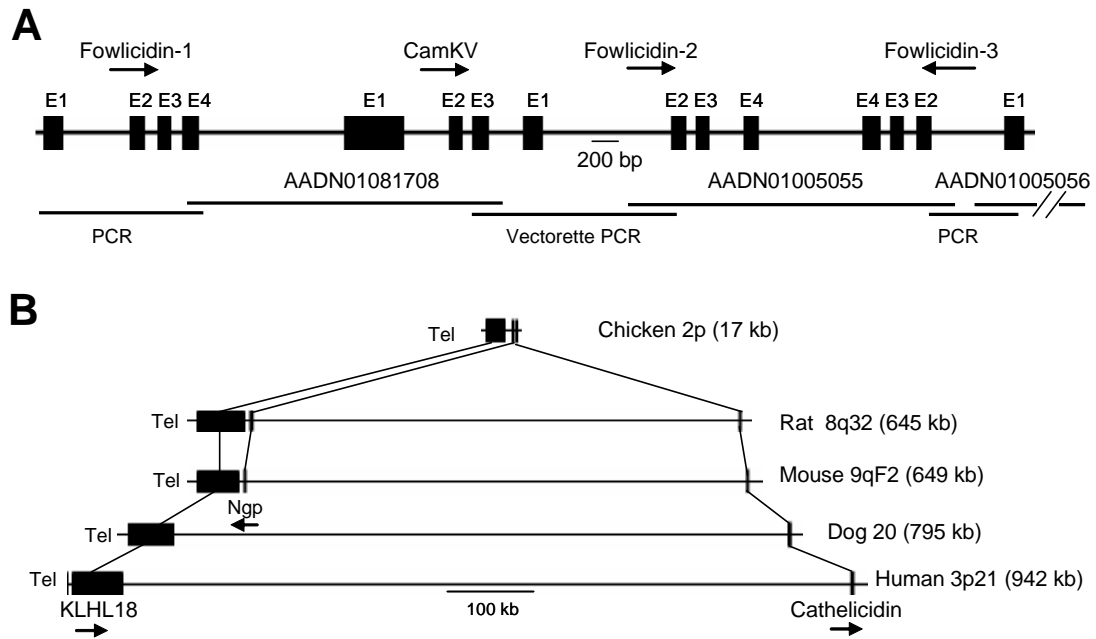 A
Fowlicidin-1 CamKV Fowlicidin-2 Fowlicidin-3
E1 E2 E3 E4 E1 E2 E3 E1 E2 E3 E4 E4 E3 E2 E1
200 bp
AADN01081708 AADN01005055 AADN01005056
PCR Vectorette PCR PCR
B
Tel Chicken 2p (17 kb)
Tel Rat 8q32 (645 kb)
Tel Mouse 9qF2 (649 kb)
Ngp
Tel Dog 20 (795 kb)
Tel Human 3p21 (942 kb)
KLHL18 100 kb Cathelicidin